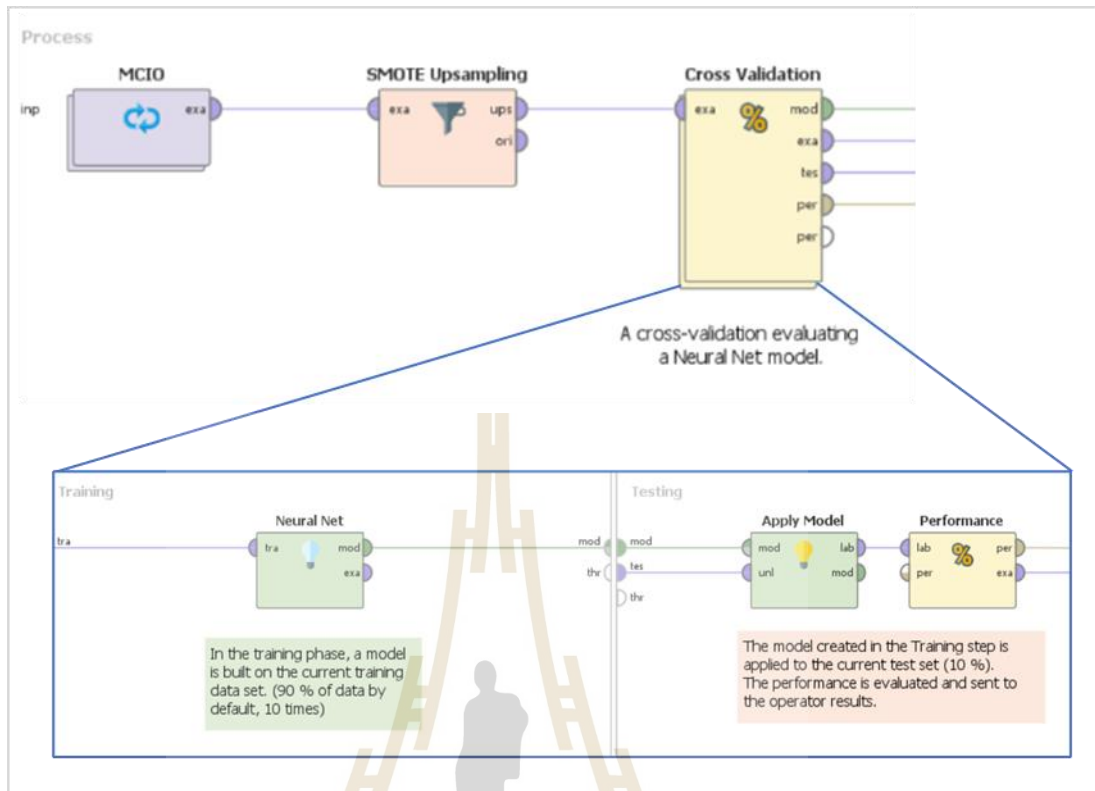 Process
MCIO
SMOTE Upsampling
Cross Validation
inp
exa
exa
ups
ori
exa
mod
exa
tes
per
per
A cross-validation evaluating
a Neural Net model.
Training
Testing
Neural Net
Apply Model
Performance
tra
tra
mod
exa
mod
thr
mod
tes
thr
mod
unl
lab
mod
lab
per
per
exa
In the training phase, a model
is built on the current training
data set. (90 % of data by
default, 10 times)
The model created in the Training step is
applied to the current test set (10 %).
The performance is evaluated and sent to
the operator results.